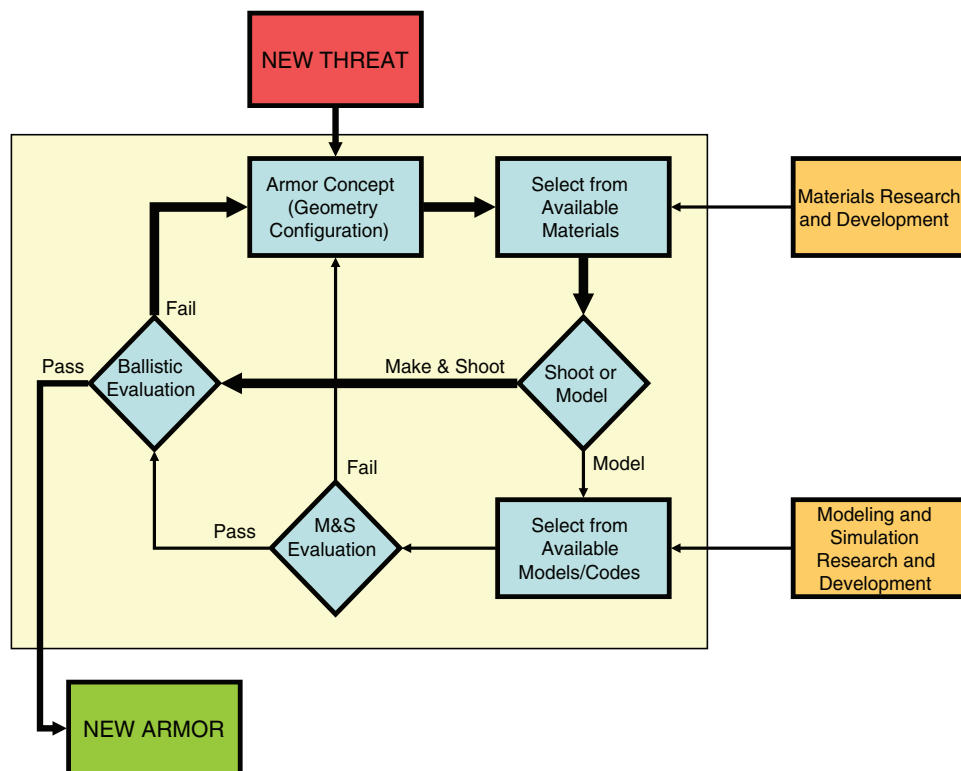 NEW THREAT
Armor Concept
(Geometry
Configuration)
Select from
Available
Materials
Materials Research
and Development
Fail
Pass
Ballistic
Evaluation
Make & Shoot
Shoot or
Model
Fail
Model
Pass
M&S
Evaluation
Select from
Available
Models/Codes
Modeling and
Simulation
Research and
Development
NEW ARMOR